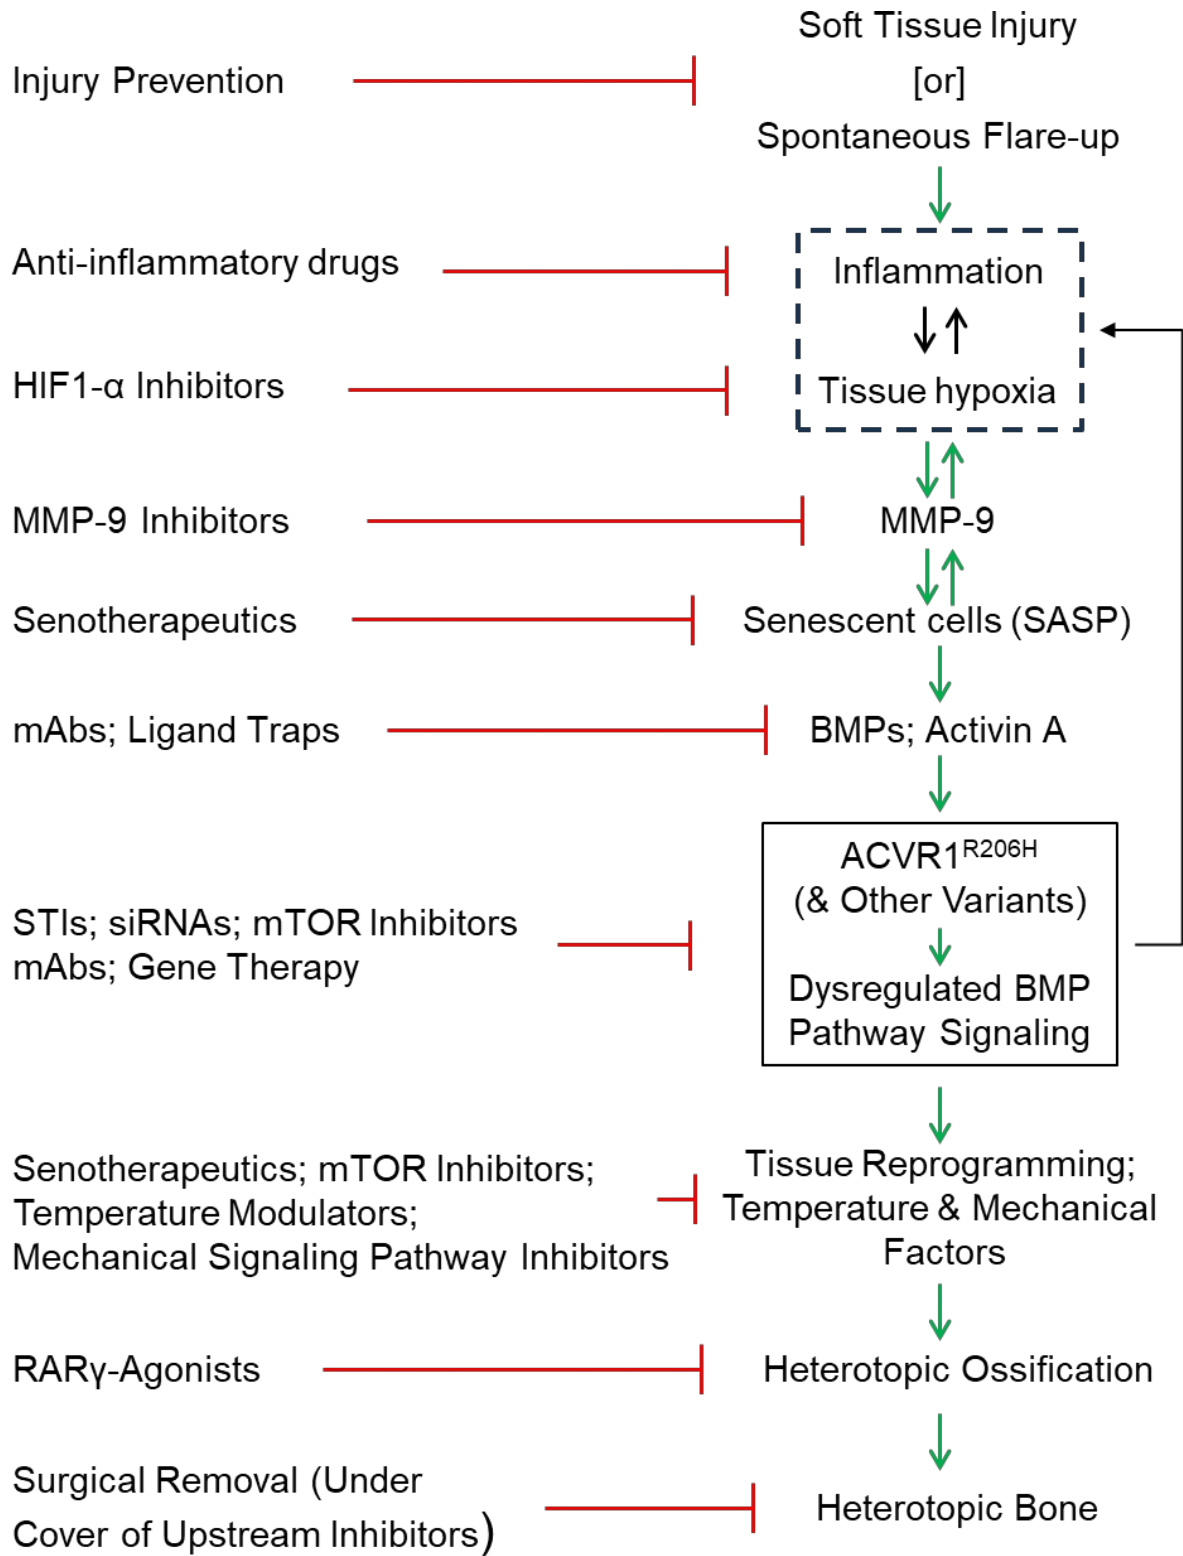 Soft Tissue Injury
Injury Prevention
[or]
Spontaneous Flare-up
Anti-inflammatory drugs
Inflammation
HIF1-α Inhibitors
Tissue hypoxia
MMP-9 Inhibitors
MMP-9
Senotherapeutics
Senescent cells (SASP)
mAbs; Ligand Traps
BMPs; Activin A
ACVR1R206H
(& Other Variants)
STIs; siRNAs; mTOR Inhibitors
mAbs; Gene Therapy
Dysregulated BMP
Pathway Signaling
Senotherapeutics; mTOR Inhibitors;
Temperature Modulators;
Mechanical Signaling Pathway Inhibitors
Tissue Reprogramming;
Temperature & Mechanical
Factors
RARγ-Agonists
Heterotopic Ossification
Surgical Removal (Under
Cover of Upstream Inhibitors)
Heterotopic Bone